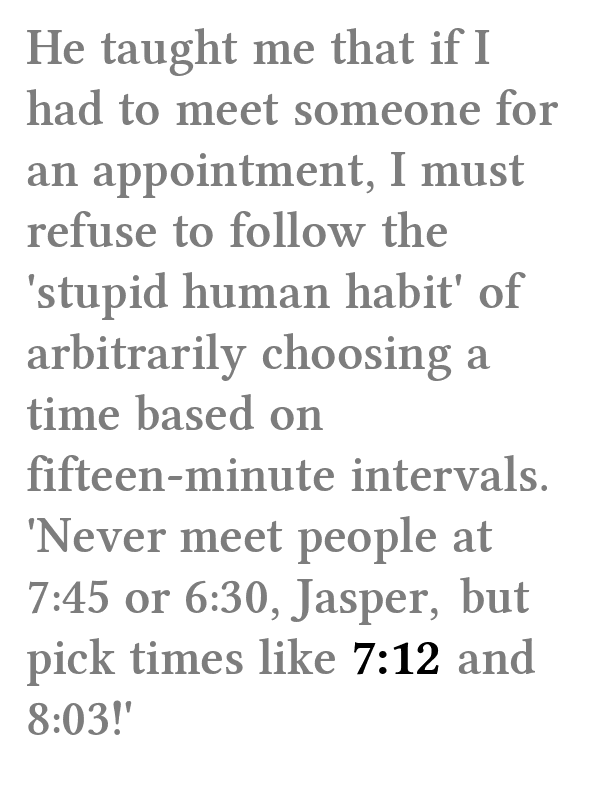 He taught me that if I
had to meet someone for
an appointment, I must
refuse to follow the
'stupid human habit' of
arbitrarily choosing a
time based on
fifteen-minute intervals.
'Never meet people at
7:45 or 6:30, Jasper, but
pick times like 7:12 and
8:03!'